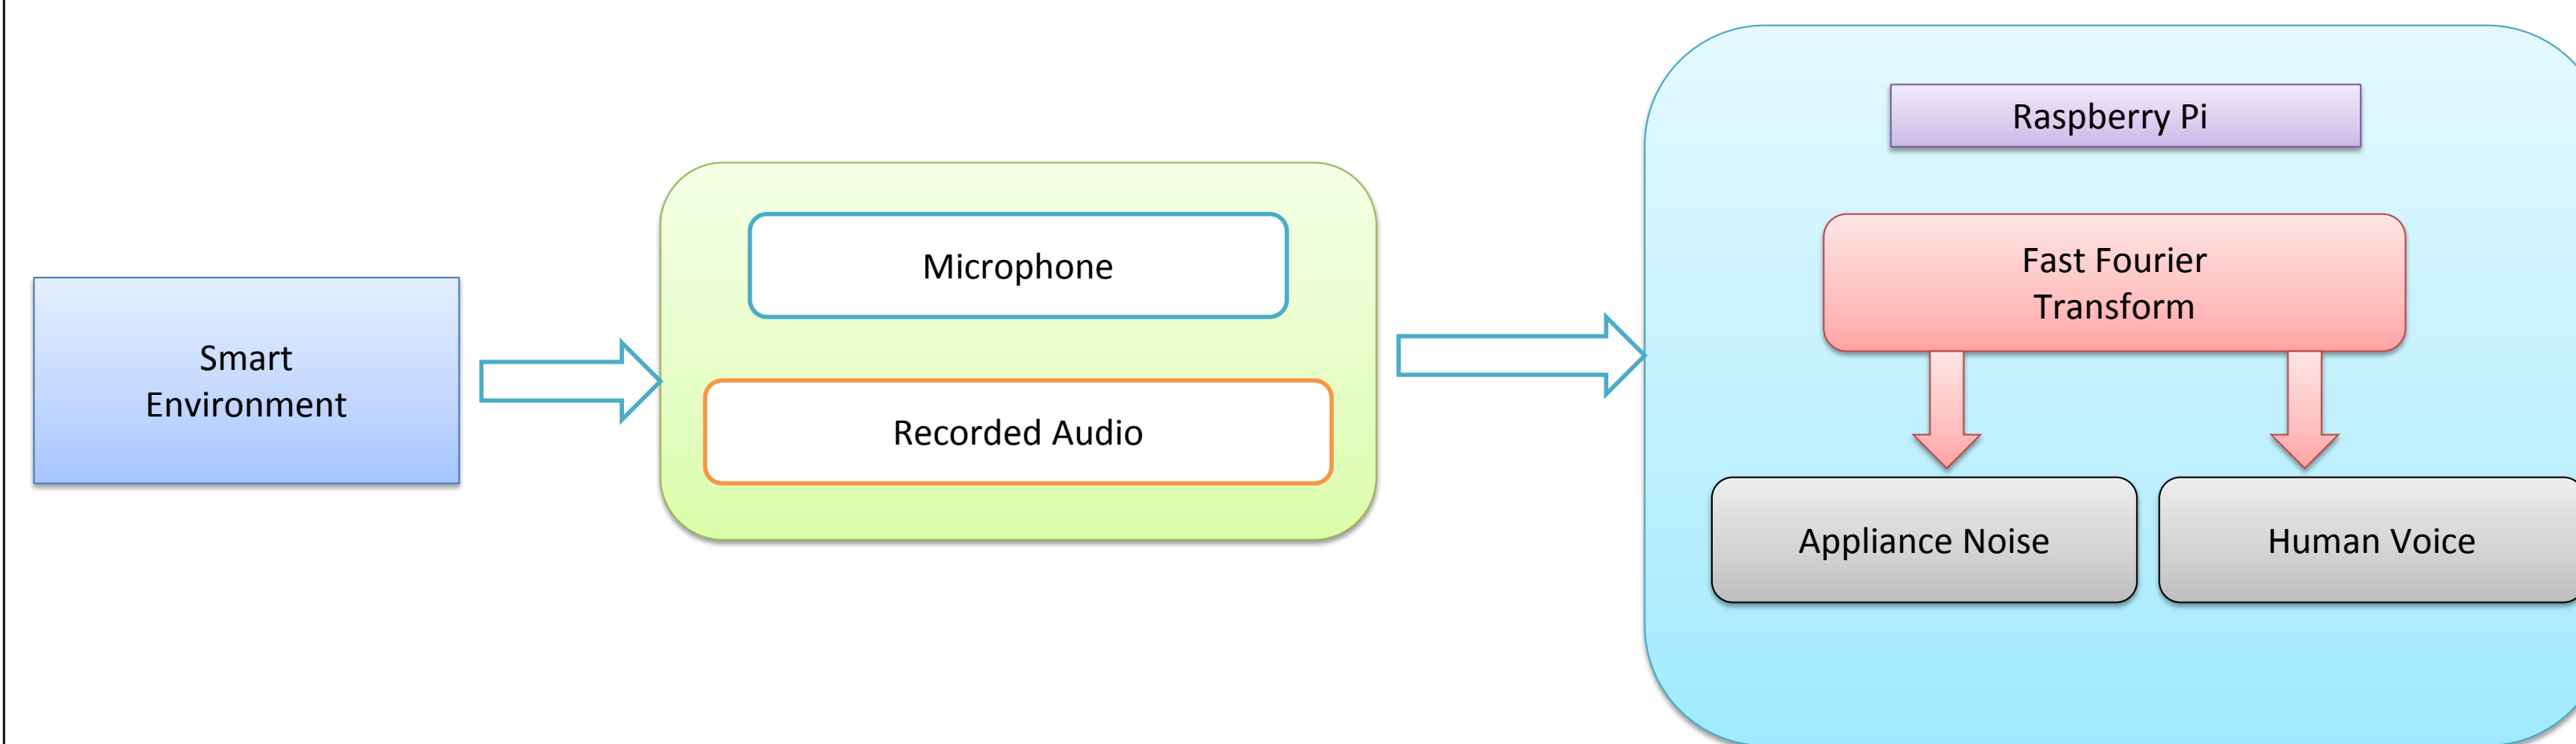 Smart
Environment
Microphone
Recorded Audio
Raspberry Pi
Fast Fourier
Transform
Appliance Noise
Human Voice